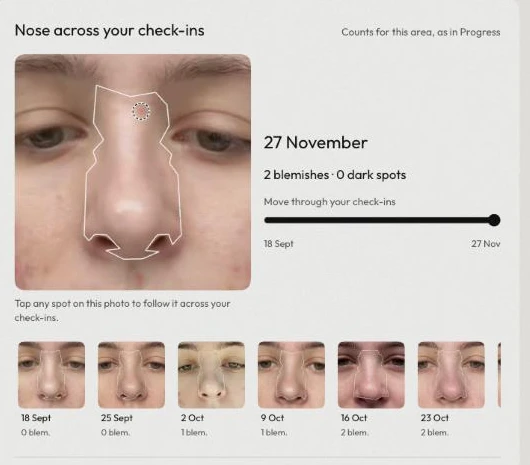 Nose across your check-ins
Counts for this area, as in Progress
27 November
2 blemishes · 0 dark spots
Move through your check-ins
18 Sept
27 Nov
Tap any spot on this photo to follow it across your
check-ins.
18 Sept
0 blem.
25 Sept
0 blem.
2 Oct
1 blem.
9 Oct
1 blem.
16 Oct
2 blem.
23 Oct
2 blem.